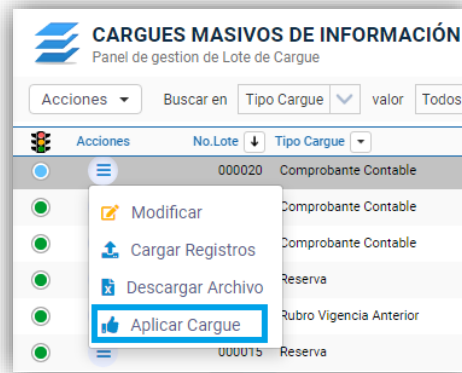 CARGUES MASIVOS DE INFORMACIÓN
Panel de gestion de Lote de Cargue
Acciones Buscar en Tipo Cargue valor Todos
Acciones No.Lote Tipo Cargue
000020 Comprobante Contable
Modificar Comprobante Contable
Cargar Registros Comprobante Contable
Descargar Archivo Reserva
Aplicar Cargue Rubro Vigencia Anterior
000015 Reserva